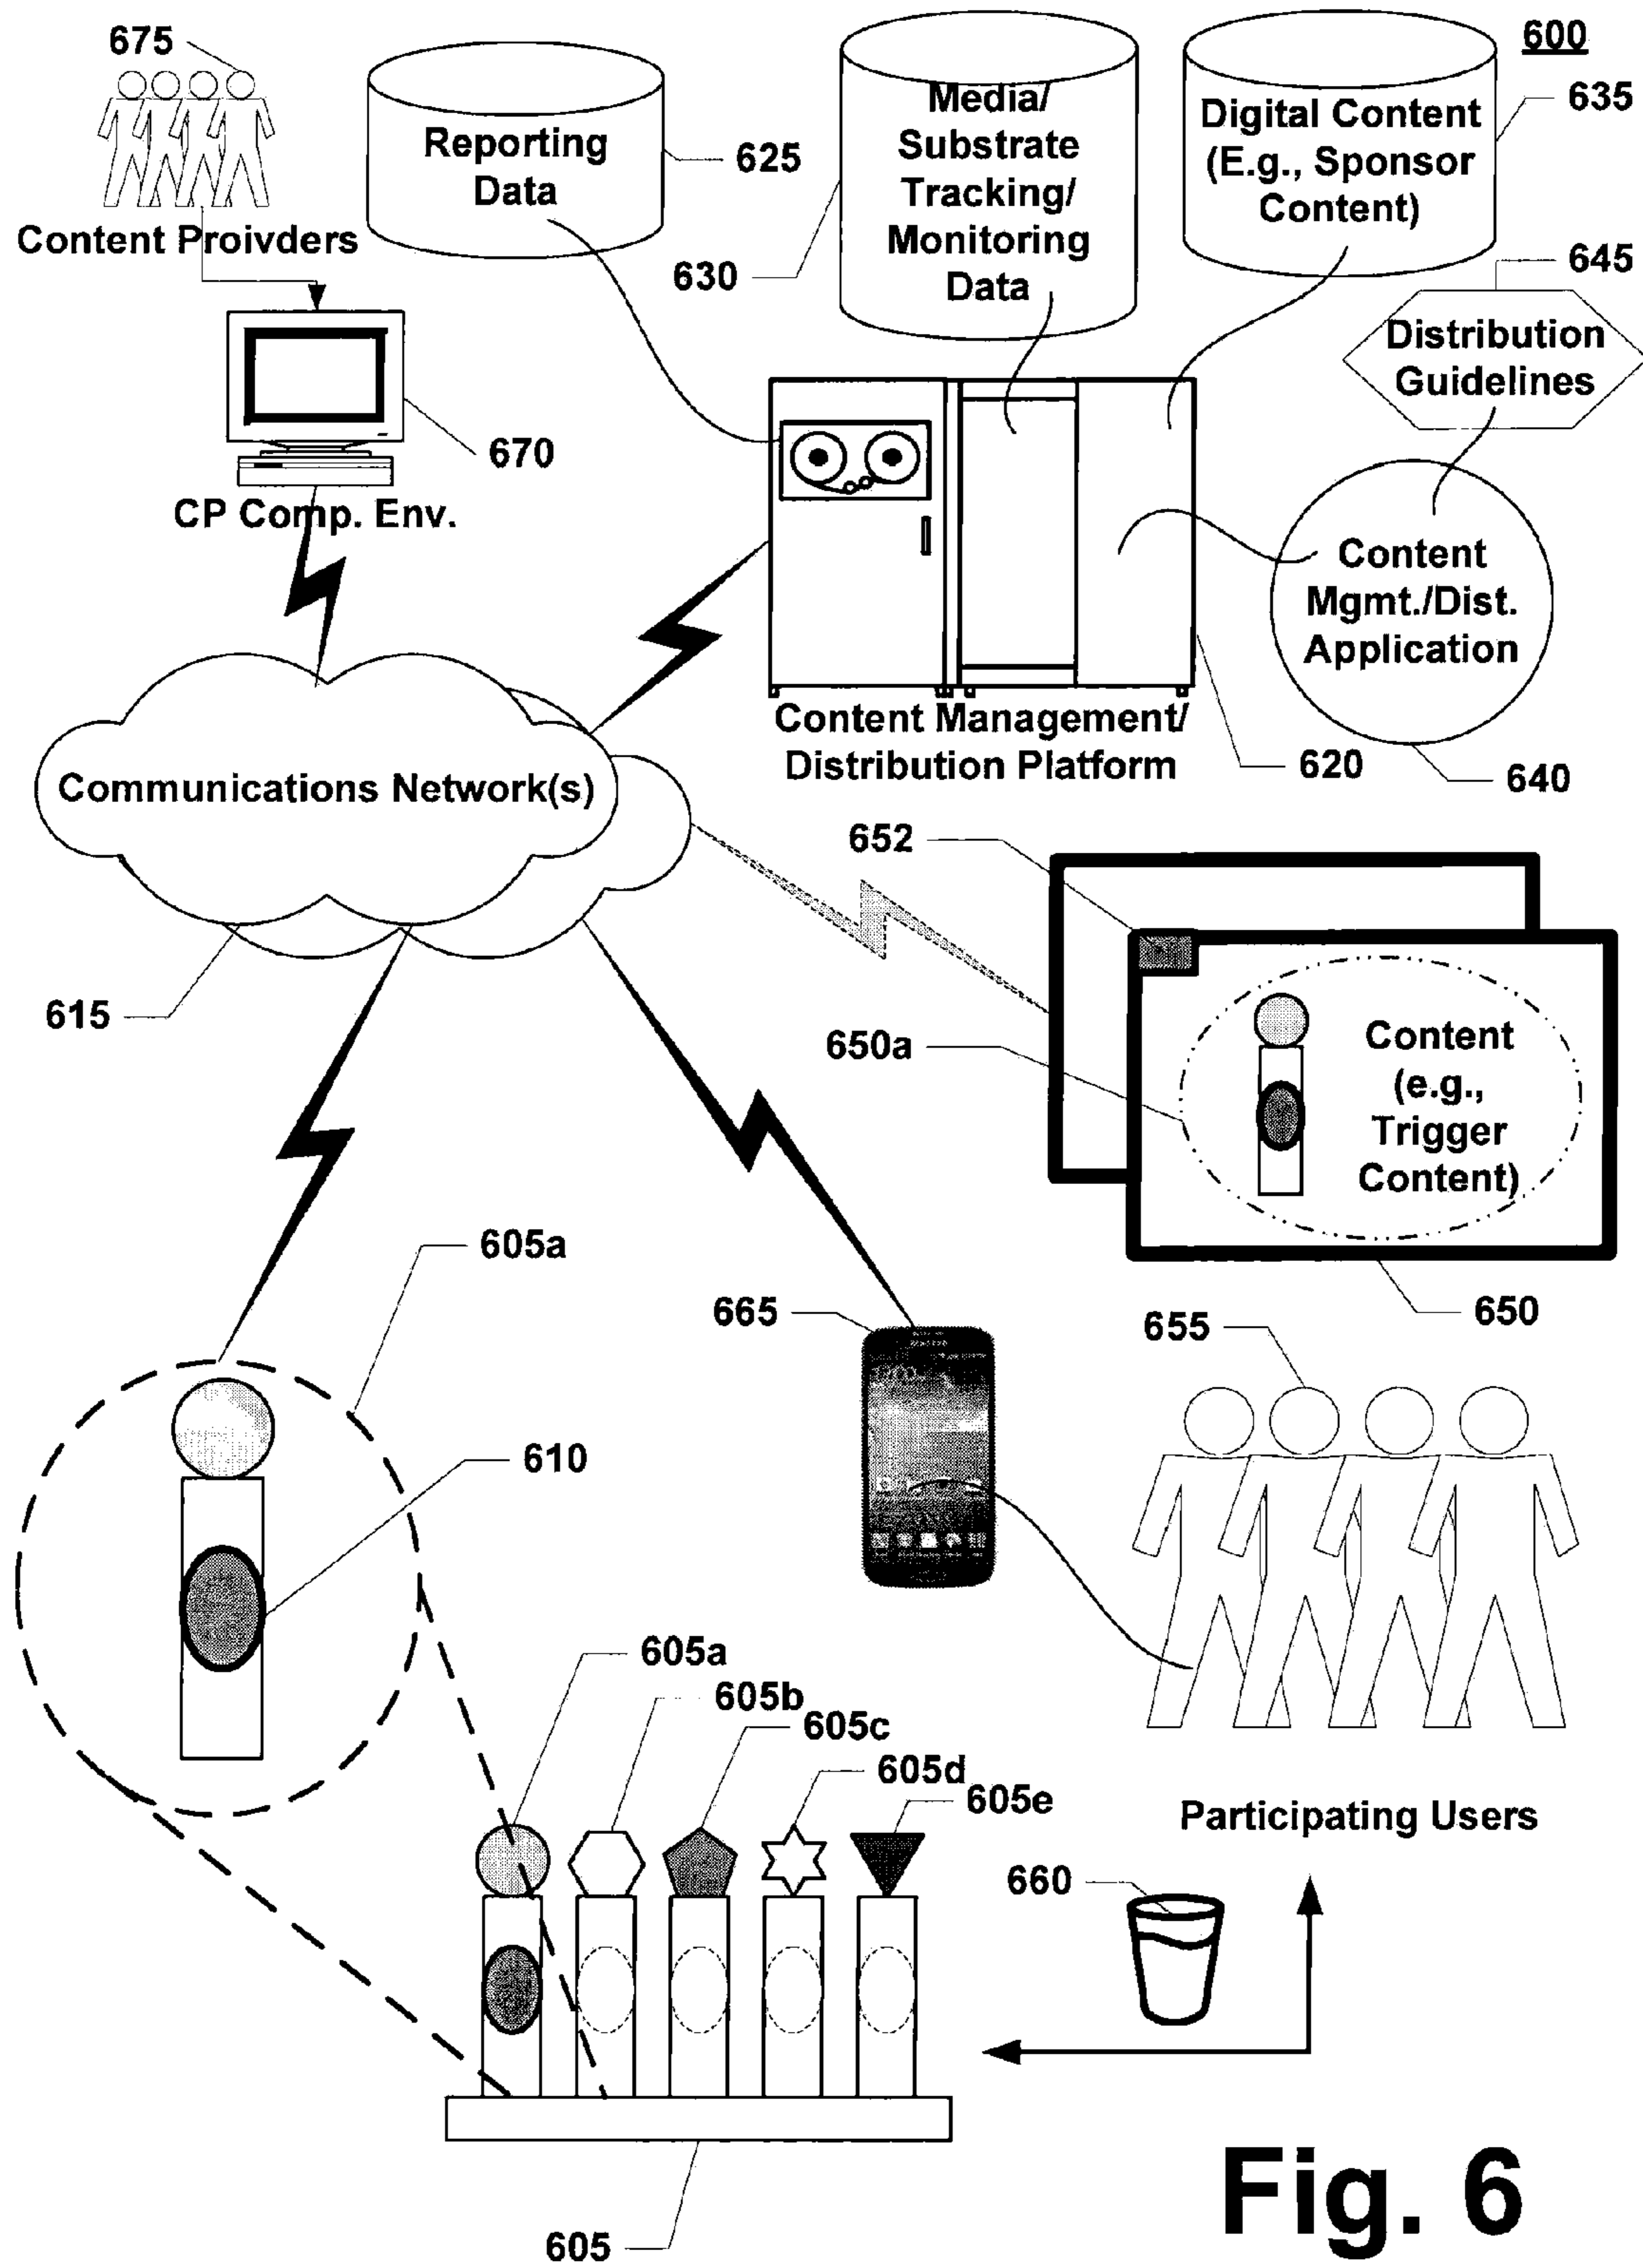 675
Content Proivders
Reporting
Data
625
Media/
Substrate
Tracking/
Monitoring
Data
630
600
Digital Content
(E.g., Sponsor
Content)
635
645
Distribution
Guidelines
670
CP Comp. Env.
Content
Mgmt./Dist.
Application
640
Content Management/
Distribution Platform
620
Communications Network(s)
615
652
650a
Content
(e.g.,
Trigger
Content)
650
605a
665
655
610
605a
605b
605c
605d
605e
Participating Users
660
605
Fig. 6